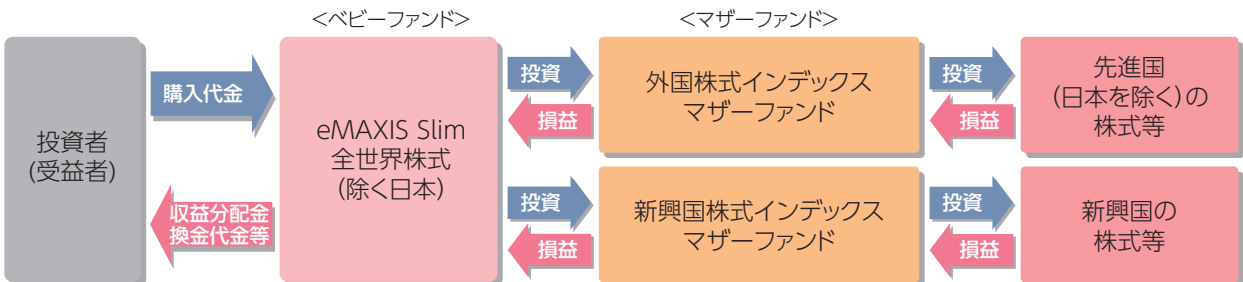 <ベビーファンド>
<マザーファンド>
投資者
(受益者)
購入代金
収益分配金
換金代金等
eMAXIS Slim
全世界株式
(除く日本)
投資
損益
外国株式インデックス
マザーファンド
投資
損益
先進国
(日本を除く)の
株式等
投資
損益
新興国株式インデックス
マザーファンド
投資
損益
新興国の
株式等